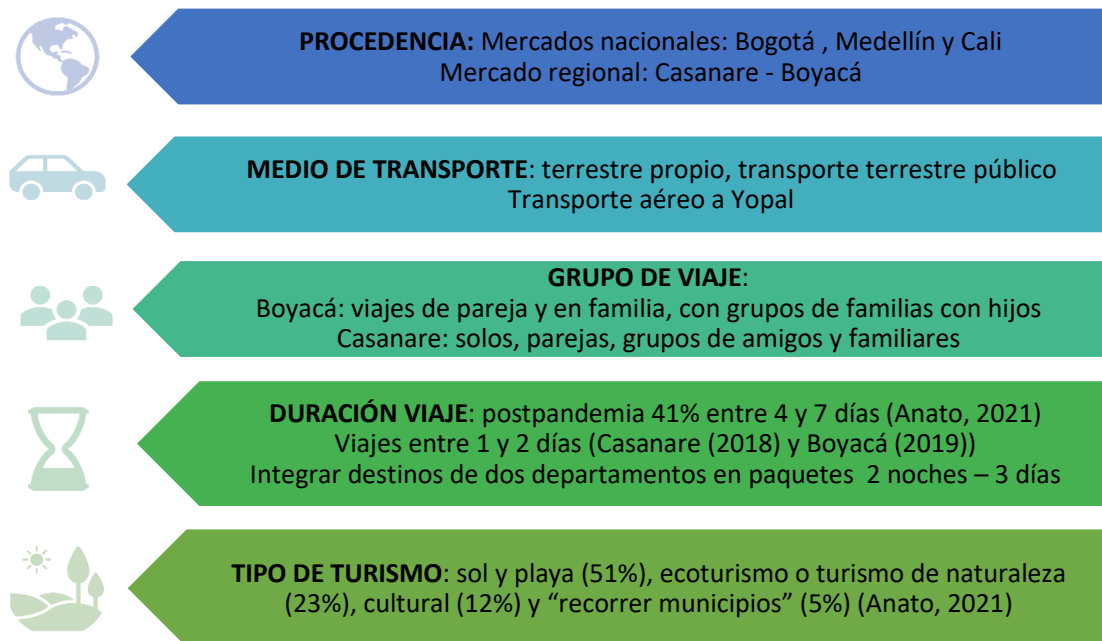 PROCEDENCIA: Mercados nacionales: Bogotá , Medellín y Cali
Mercado regional: Casanare - Boyacá
MEDIO DE TRANSPORTE: terrestre propio, transporte terrestre público
Transporte aéreo a Yopal
GRUPO DE VIAJE:
Boyacá: viajes de pareja y en familia, con grupos de familias con hijos
Casanare: solos, parejas, grupos de amigos y familiares
DURACIÓN VIAJE: postpandemia 41% entre 4 y 7 días (Anato, 2021)
Viajes entre 1 y 2 días (Casanare (2018) y Boyacá (2019))
Integrar destinos de dos departamentos en paquetes 2 noches – 3 días
TIPO DE TURISMO: sol y playa (51%), ecoturismo o turismo de naturaleza
(23%), cultural (12%) y “recorrer municipios” (5%) (Anato, 2021)